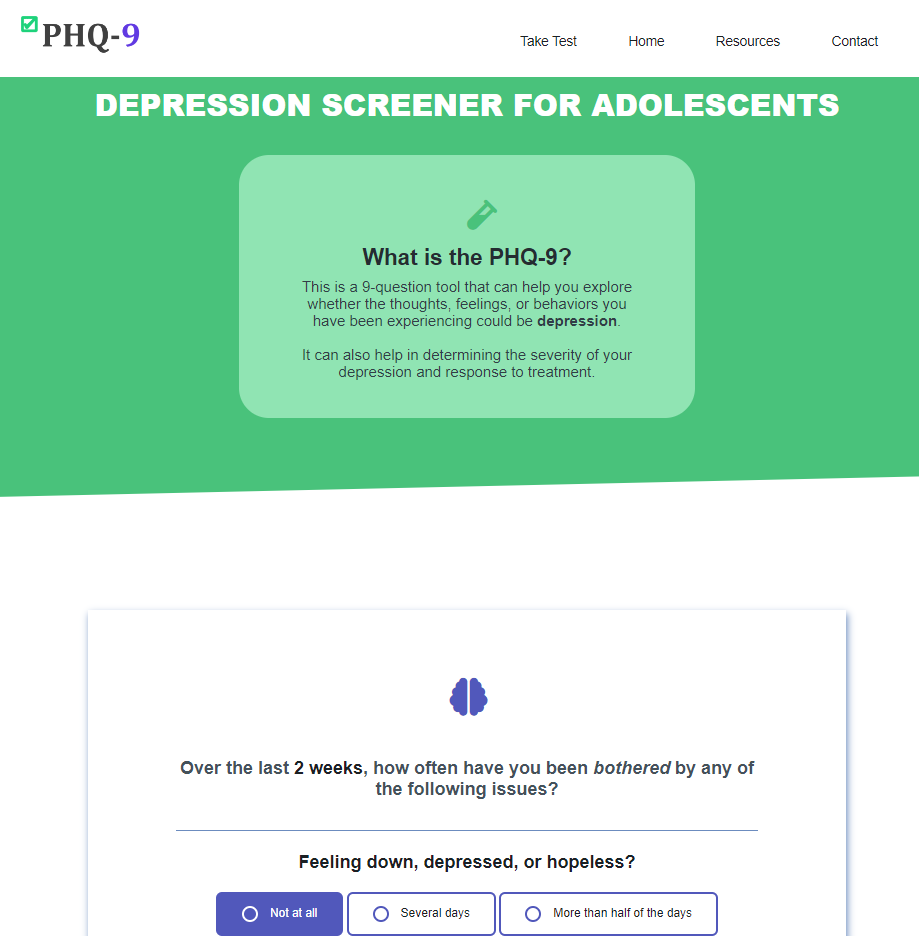 PHQ-9
Take Test
Home
Resources
Contact
DEPRESSION SCREENER FOR ADOLESCENTS
What is the PHQ-9?
This is a 9-question tool that can help you explore
whether the thoughts, feelings, or behaviors you
have been experiencing could be depression.
It can also help in determining the severity of your
depression and response to treatment.
Over the last 2 weeks, how often have you been bothered by any of
the following issues?
Feeling down, depressed, or hopeless?
Not at all
Several days
More than half of the days